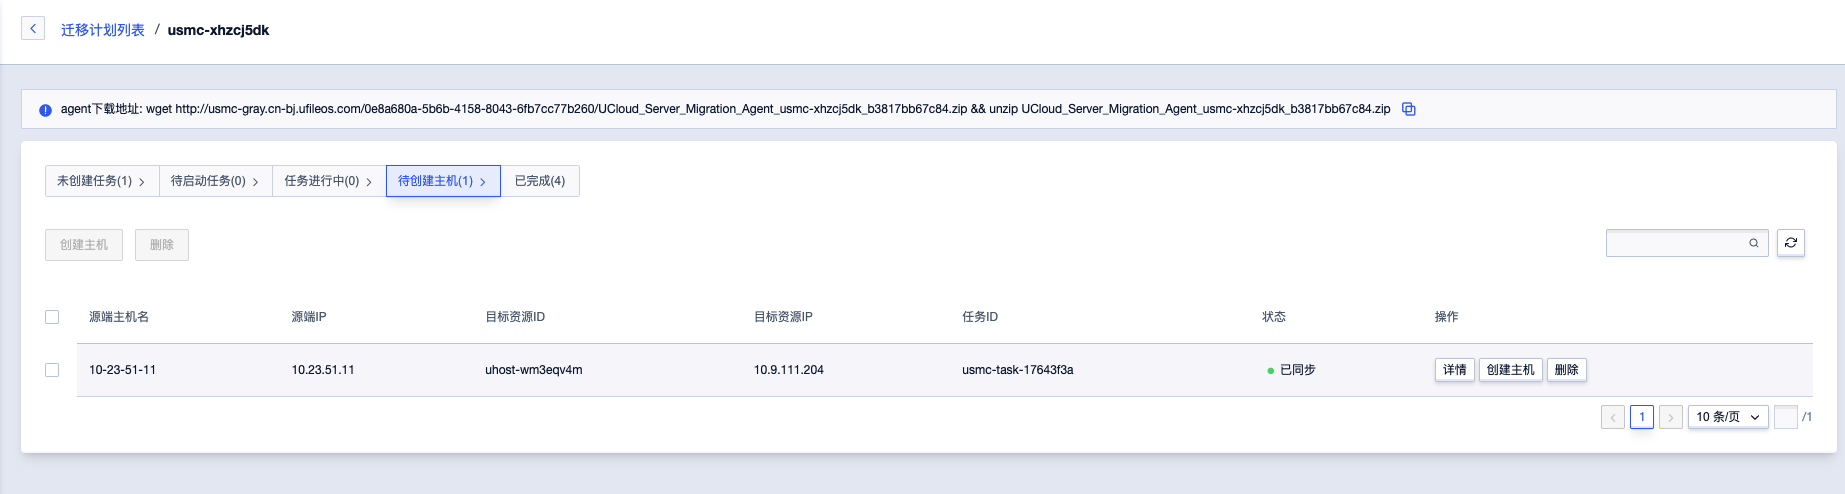 迁移计划列表 / usmc-xhzcj5dk
agent下载地址: wget http://usmc-gray.cn-bj.ufileos.com/0e8a680a-5b6b-4158-8043-6fb7cc77b260/UCloud_Server_Migration_Agent_usmc-xhzcj5dk_b3817bb67c84.zip && unzip UCloud_Server_Migration_Agent_usmc-xhzcj5dk_b3817bb67c84.zip
未创建任务(1) 待启动任务(0) 任务进行中(0) 待创建主机(1) 已完成(4)
创建主机 删除
源端主机名 源端IP 目标资源ID 目标资源IP 任务ID 状态 操作
10-23-51-11 10.23.51.11 uhost-wm3eqv4m 10.9.111.204 usmc-task-17643f3a 已同步 详情 创建主机 删除
1 10 条/页 /1